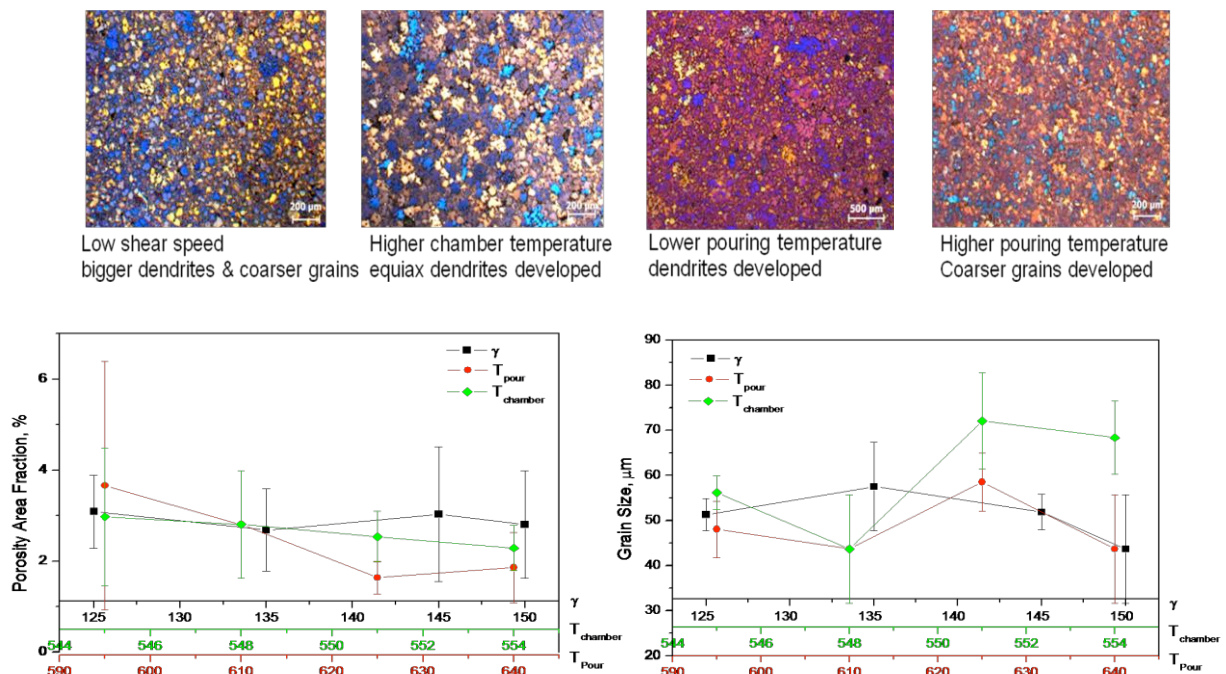 200 µm
200 µm
500 µm
200 µm
Low shear speed
bigger dendrites & coarser grains
Higher chamber temperature
equiax dendrites developed
Lower pouring temperature
dendrites developed
Higher pouring temperature
Coarser grains developed
Porosity Area Fraction, %
6
4
2
0
γ
Tpour
Tchamber
125 130 135 140 145 150
γ
544 546 548 550 552 554
Tchamber
590 600 610 620 630 640
TPour
Grain Size, µm
90
80
70
60
50
40
30
20
γ
Tpour
Tchamber
125 130 135 140 145 150
γ
544 546 548 550 552 554
Tchamber
590 600 610 620 630 640
TPour